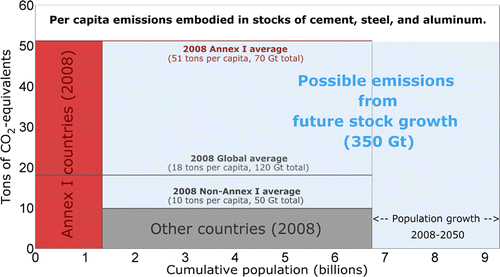 Per capita emissions embodied in stocks of cement, steel, and aluminum.
60
50
40
30
20
10
0
Tons of CO2-equivalents
Annex I countries (2008)
2008 Annex I average
(51 tons per capita, 70 Gt total)
Possible emissions
from
future stock growth
(350 Gt)
2008 Global average
(18 tons per capita, 120 Gt total)
2008 Non-Annex I average
(10 tons per capita, 50 Gt total)
Other countries (2008)
<-- Population growth -->
2008-2050
0 1 2 3 4 5 6 7 8 9
Cumulative population (billions)